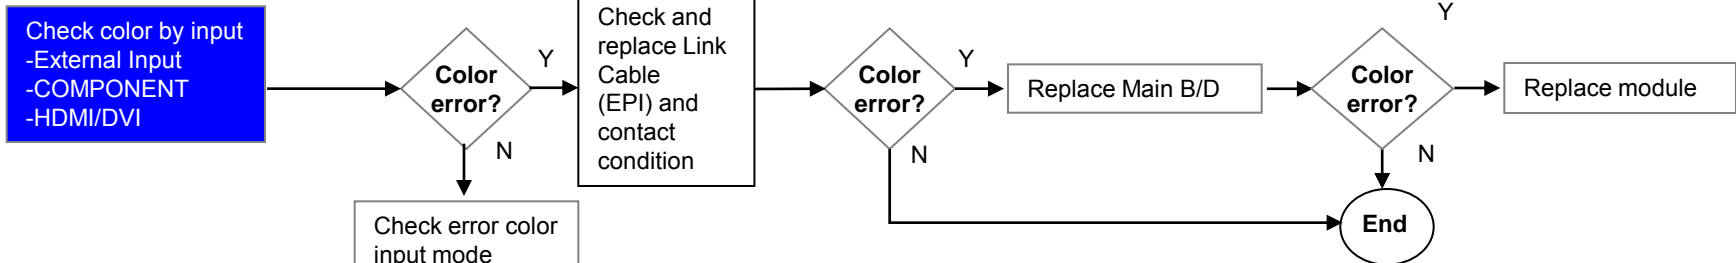 Check color by input
-External Input
-COMPONENT
-HDMI/DVI
Color
error?
Y
N
Check error color
input mode
Check and
replace Link
Cable
(EPI) and
contact
condition
Color
error?
Y
N
Replace Main B/D
Color
error?
Y
N
Replace module
End